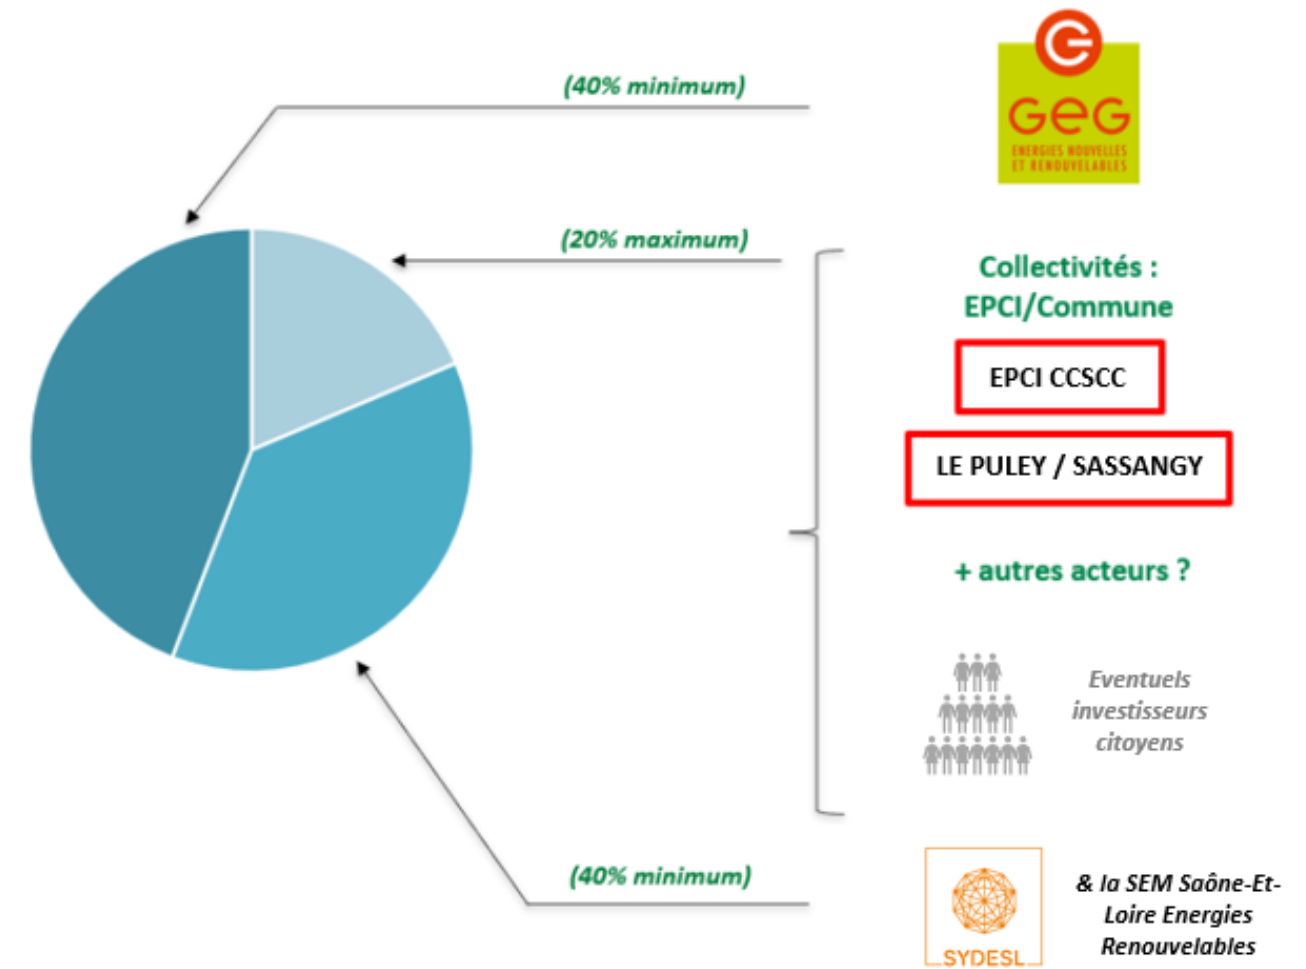 (40% minimum)
GEG
ENERGIES NOUVELLES
ET RENOUVELABLES
(20% maximum)
Collectivités :
EPCI/Commune
EPCI CCSCC
LE PULEY / SASSANGY
+ autres acteurs ?
Eventuels
investisseurs
citoyens
(40% minimum)
SYDESL
& la SEM Saône-Et-
Loire Energies
Renouvelables